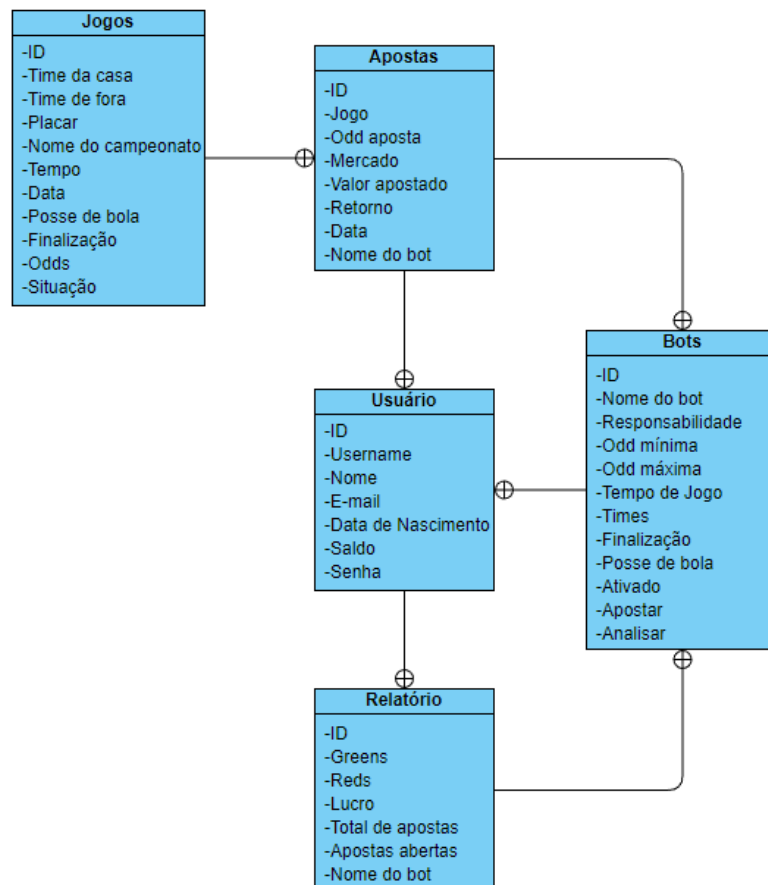 Jogos
-ID
-Time da casa
-Time de fora
-Placar
-Nome do campeonato
-Tempo
-Data
-Posse de bola
-Finalização
-Odds
-Situação
Apostas
-ID
-Jogo
-Odd aposta
-Mercado
-Valor apostado
-Retorno
-Data
-Nome do bot
Bots
-ID
-Nome do bot
-Responsabilidade
-Odd mínima
-Odd máxima
-Tempo de Jogo
-Times
-Finalização
-Posse de bola
-Ativado
-Apostar
-Analisar
Usuário
-ID
-Username
-Nome
-E-mail
-Data de Nascimento
-Saldo
-Senha
Relatório
-ID
-Greens
-Reds
-Lucro
-Total de apostas
-Apostas abertas
-Nome do bot